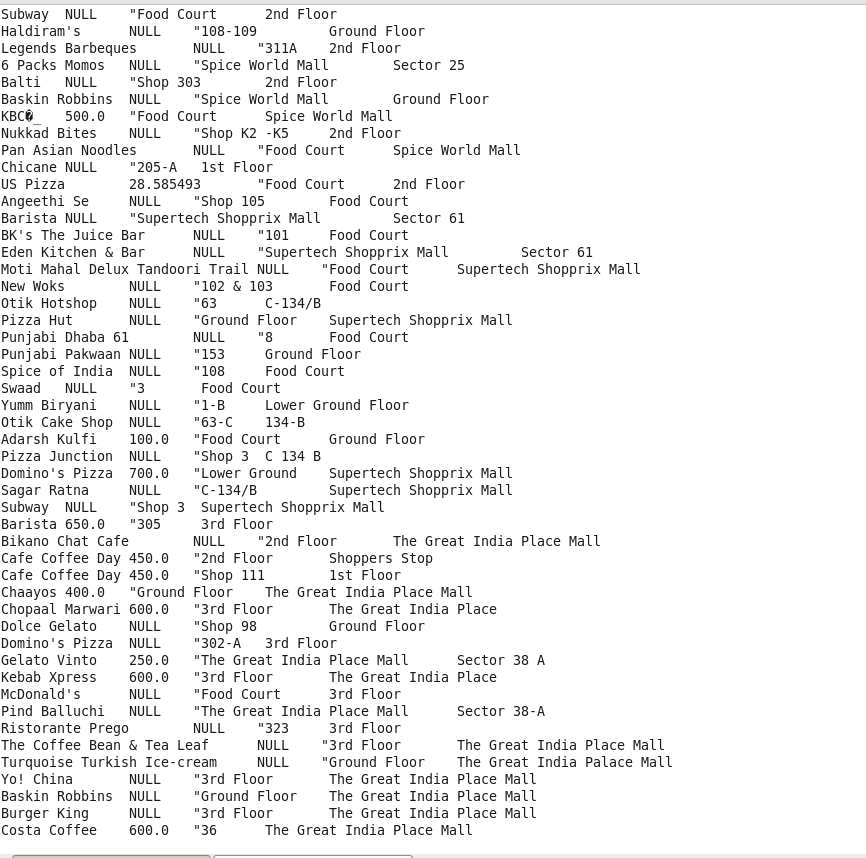 Subway	NULL	"Food Court	2nd Floor
Haldiram's	NULL	"108-109	Ground Floor
Legends Barbeques	NULL	"311A	2nd Floor
6 Packs Momos	NULL	"Spice World Mall	Sector 25
Balti	NULL	"Shop 303	2nd Floor
Baskin Robbins	NULL	"Spice World Mall	Ground Floor
KBC�_	500.0	"Food Court	Spice World Mall
Nukkad Bites	NULL	"Shop K2 -K5	2nd Floor
Pan Asian Noodles	NULL	"Food Court	Spice World Mall
Chicane	NULL	"205-A	1st Floor
US Pizza	28.585493	"Food Court	2nd Floor
Angeethi Se	NULL	"Shop 105	Food Court
Barista	NULL	"Supertech Shopprix Mall	Sector 61
BK's The Juice Bar	NULL	"101	Food Court
Eden Kitchen & Bar	NULL	"Supertech Shopprix Mall	Sector 61
Moti Mahal Delux Tandoori Trail	NULL	"Food Court	Supertech Shopprix Mall
New Woks	NULL	"102 & 103	Food Court
Otik Hotshop	NULL	"63	C-134/B
Pizza Hut	NULL	"Ground Floor	Supertech Shopprix Mall
Punjabi Dhaba 61	NULL	"8	Food Court
Punjabi Pakwaan	NULL	"153	Ground Floor
Spice of India	NULL	"108	Food Court
Swaad	NULL	"3	Food Court
Yumm Biryani	NULL	"1-B	Lower Ground Floor
Otik Cake Shop	NULL	"63-C	134-B
Adarsh Kulfi	100.0	"Food Court	Ground Floor
Pizza Junction	NULL	"Shop 3	C 134 B
Domino's Pizza	700.0	"Lower Ground	Supertech Shopprix Mall
Sagar Ratna	NULL	"C-134/B	Supertech Shopprix Mall
Subway	NULL	"Shop 3	Supertech Shopprix Mall
Barista	650.0	"305	3rd Floor
Bikano Chat Cafe	NULL	"2nd Floor	The Great India Place Mall
Cafe Coffee Day	450.0	"2nd Floor	Shoppers Stop
Cafe Coffee Day	450.0	"Shop 111	1st Floor
Chaayos	400.0	"Ground Floor	The Great India Place Mall
Chopaal Marwari	600.0	"3rd Floor	The Great India Place
Dolce Gelato	NULL	"Shop 98	Ground Floor
Domino's Pizza	NULL	"302-A	3rd Floor
Gelato Vinto	250.0	"The Great India Place Mall	Sector 38 A
Kebab Xpress	600.0	"3rd Floor	The Great India Place
McDonald's	NULL	"Food Court	3rd Floor
Pind Balluchi	NULL	"The Great India Place Mall	Sector 38-A
Ristorante Prego	NULL	"323	3rd Floor
The Coffee Bean & Tea Leaf	NULL	"3rd Floor	The Great India Place Mall
Turquoise Turkish Ice-cream	NULL	"Ground Floor	The Great India Palace Mall
Yo! China	NULL	"3rd Floor	The Great India Place Mall
Baskin Robbins	NULL	"Ground Floor	The Great India Place Mall
Burger King	NULL	"3rd Floor	The Great India Place Mall
Costa Coffee	600.0	"36	The Great India Place Mall